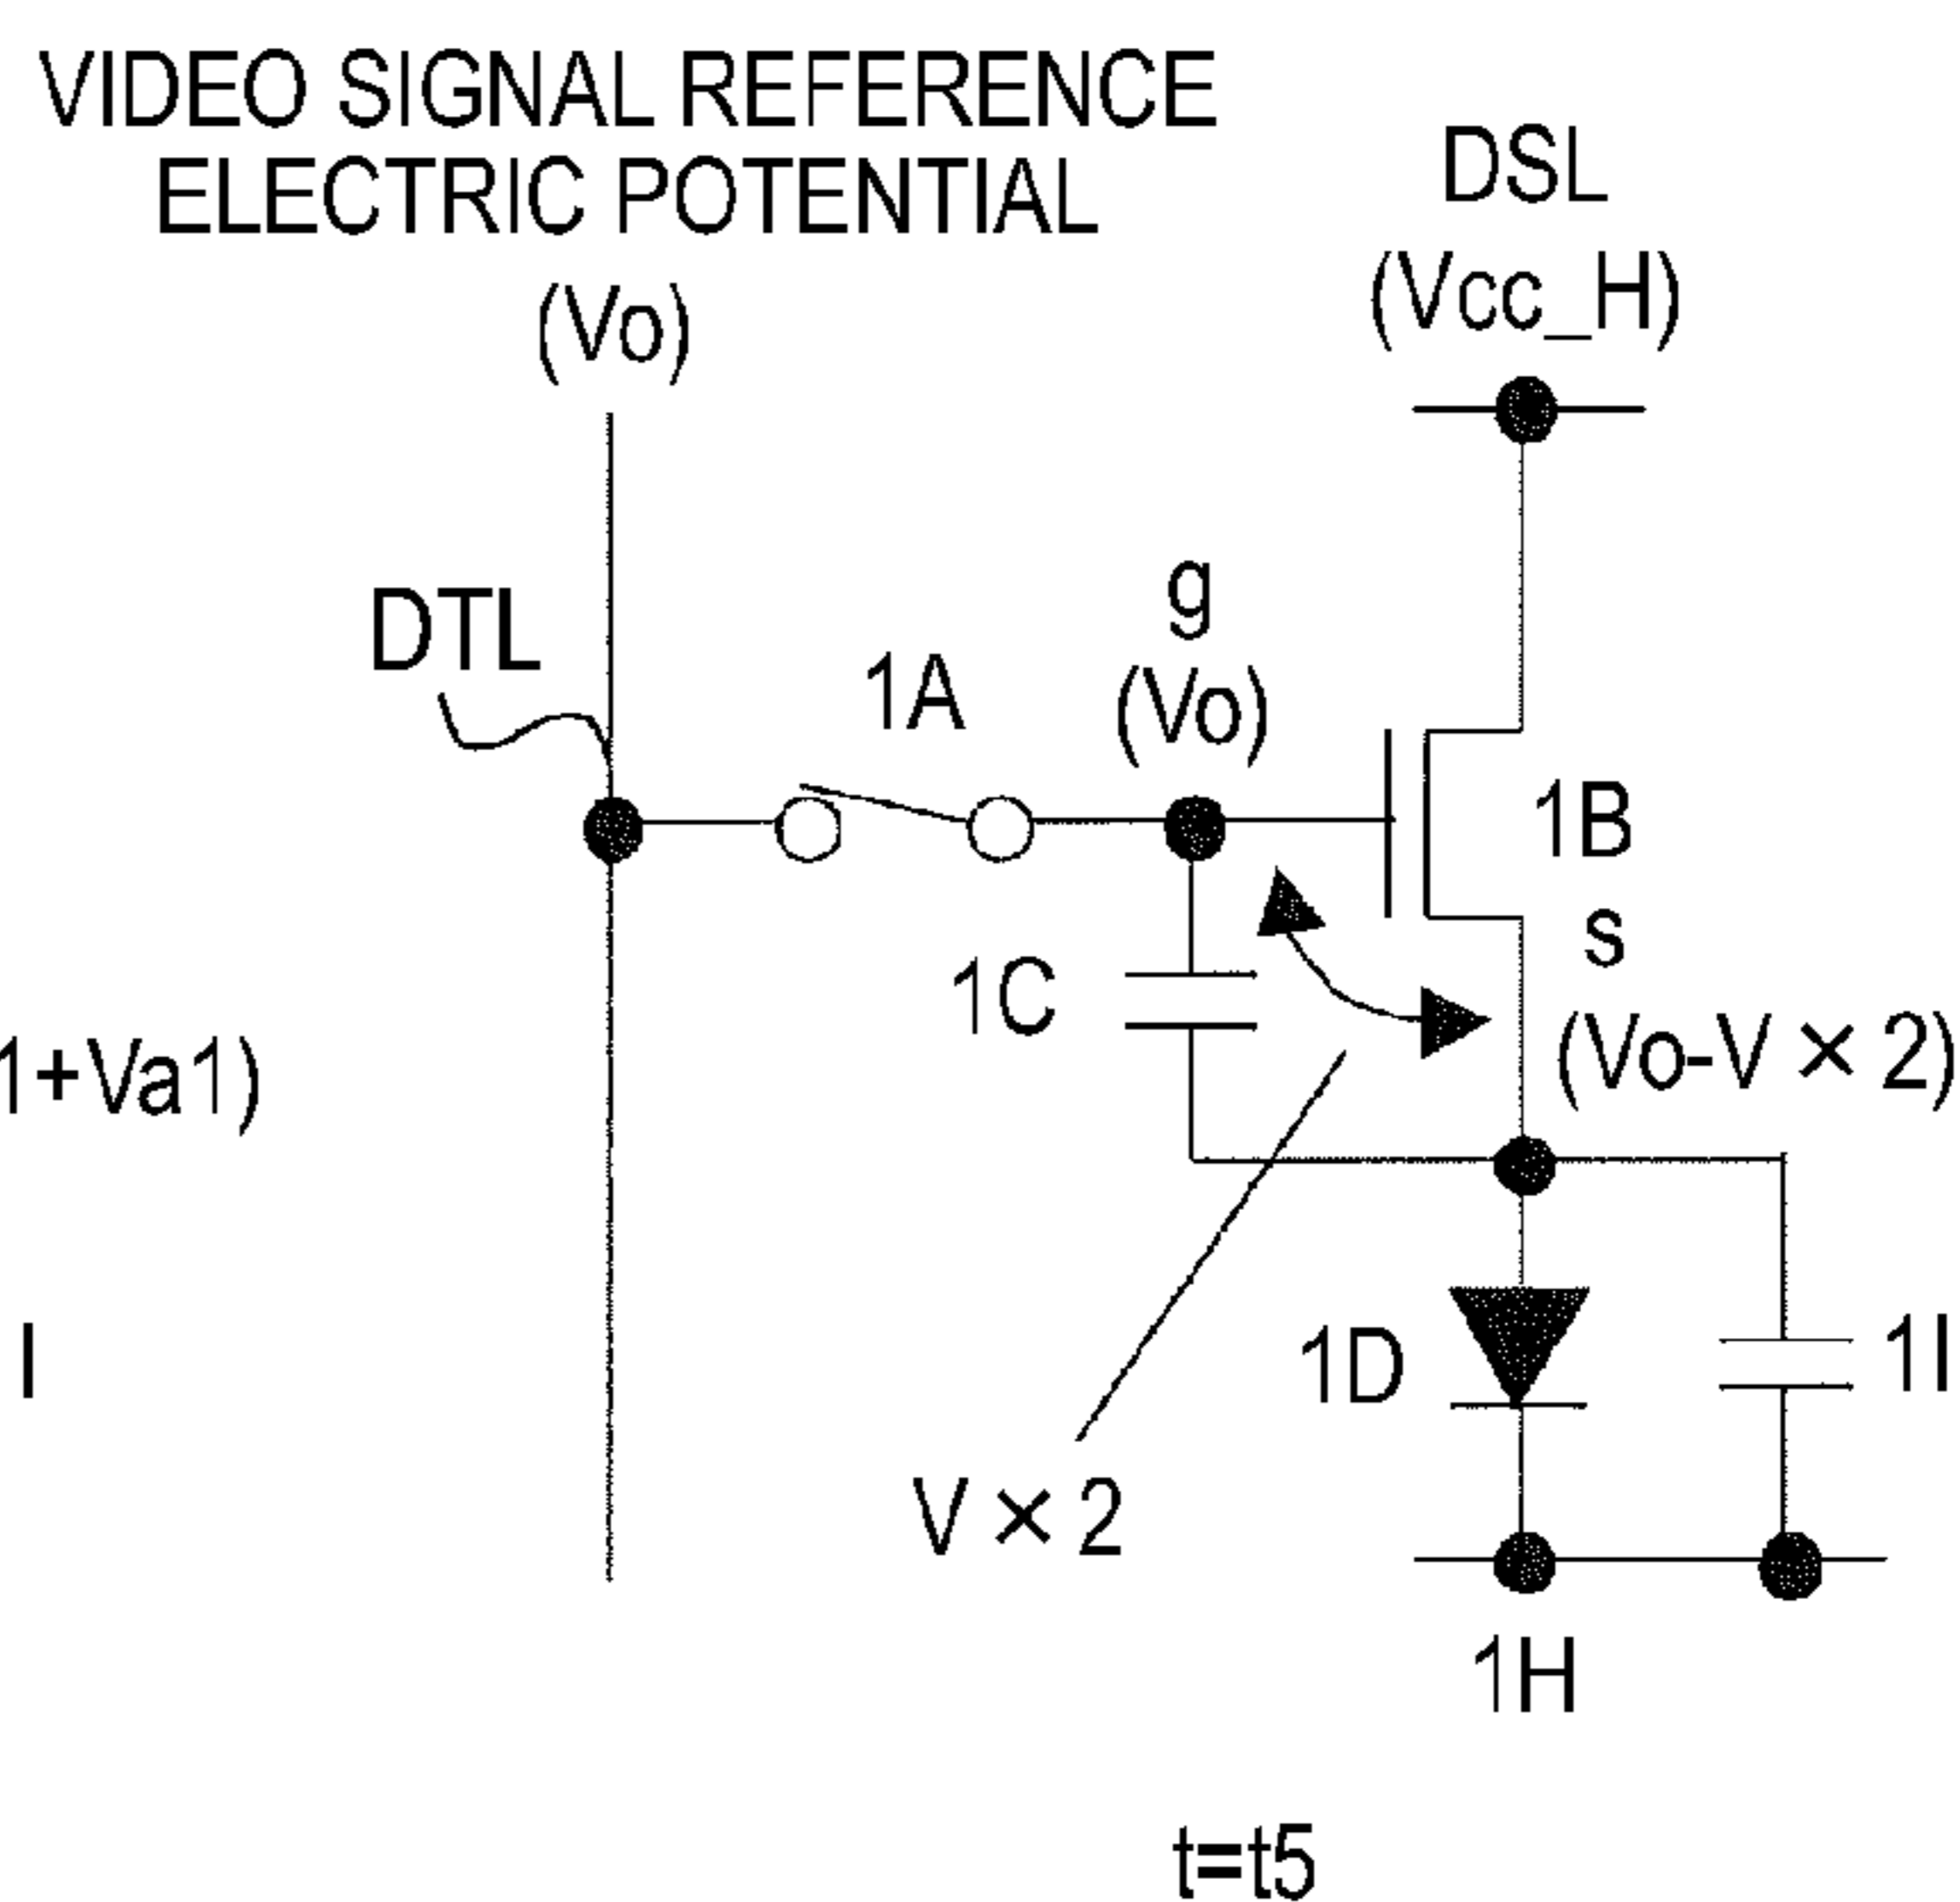 VIDEO SIGNAL REFERENCE
ELECTRIC POTENTIAL
(Vo)
DSL
(Vcc_H)
DTL
1A
g
(Vo)
1B
s
(Vo-V×2)
1C
1+Va1)
I
1D
1I
V×2
1H
t=t5